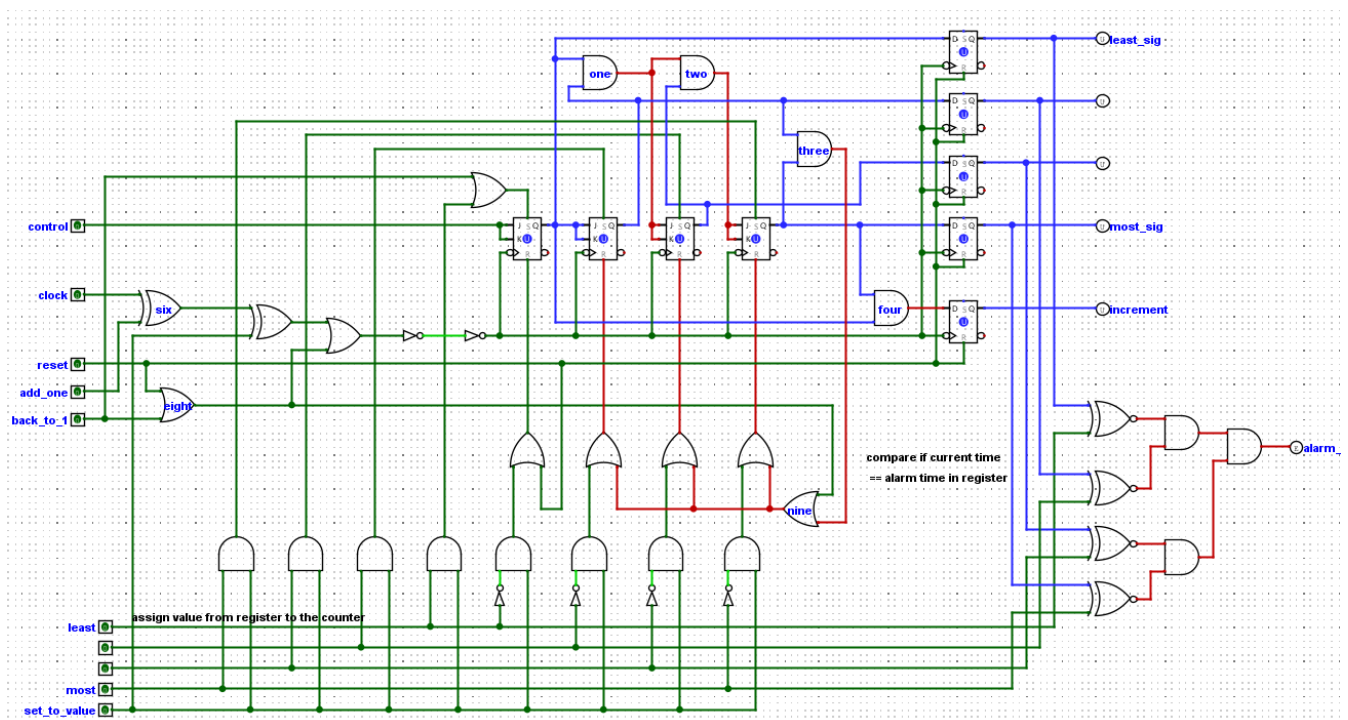 least_sig
one
two
three
control
most_sig
clock
six
increment
four
reset
add_one
eight
back_to_1
alarm_
compare if current time
== alarm time in register
nine
assign value from register to the counter
least
most
set_to_value